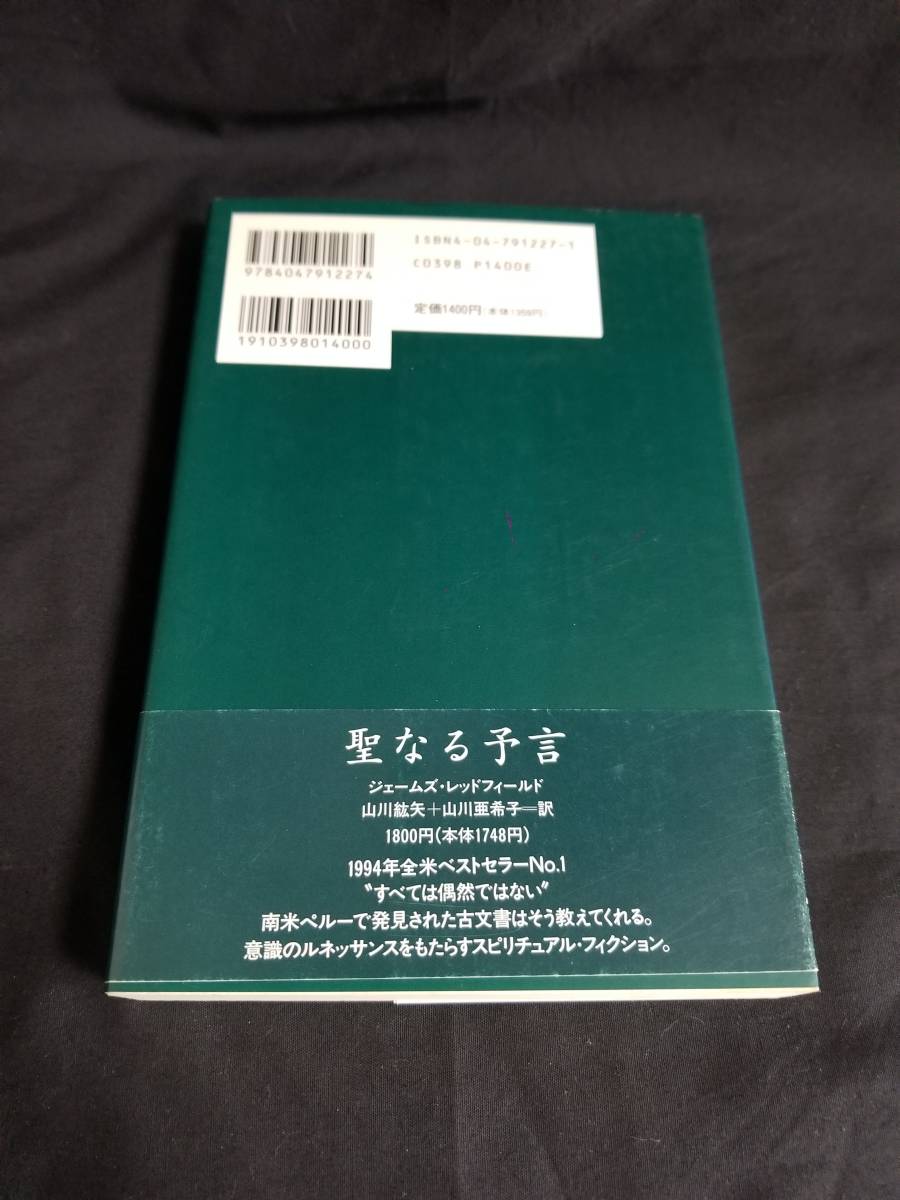 ISBN4-04-791227-1
9784047912274
C0398 P1400E
定価1400円(本体1359円)
1910398014000
聖なる予言
ジェームズ・レッドフィールド
山川紘矢+山川亜希子=訳
1800円(本体1748円)
1994年全米ベストセラーNo.1
〝すべては偶然ではない〟
南米ペルーで発見された古文書はそう教えてくれる。
意識のルネッサンスをもたらすスピリチュアル・フィクション。